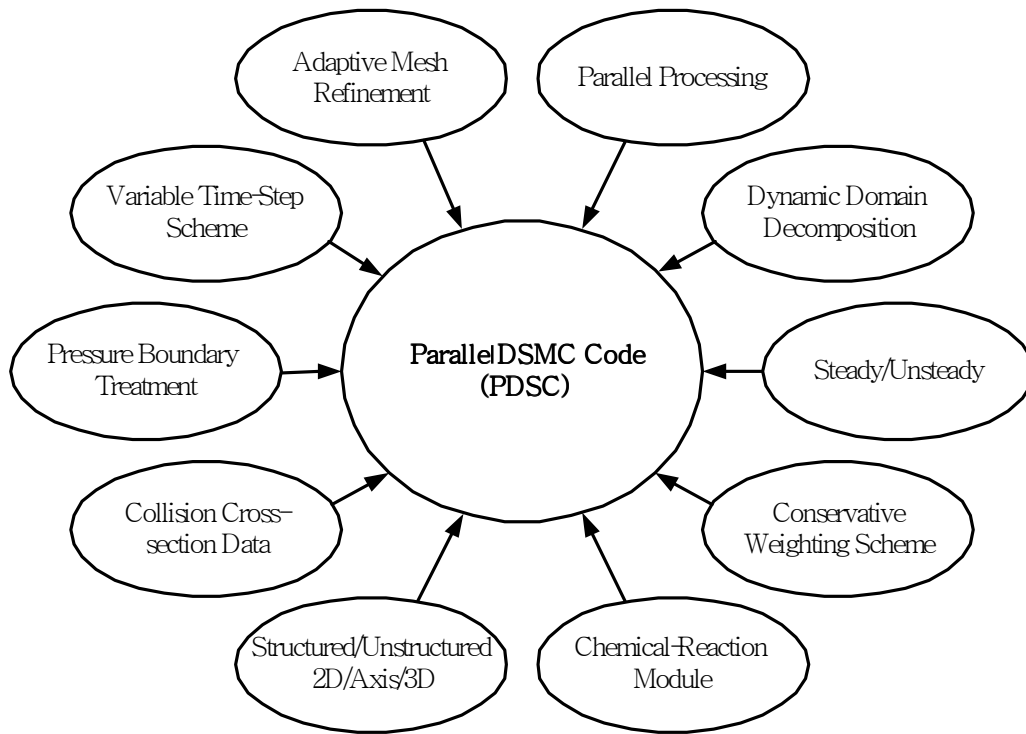 Adaptive Mesh
Refinement
Parallel Processing
Variable Time-Step
Scheme
Dynamic Domain
Decomposition
Pressure Boundary
Treatment
Parallel DSMC Code
(PDSC)
Steady/Unsteady
Collision Cross-
section Data
Conservative
Weighting Scheme
Structured/Unstructured
2D/Axis/3D
Chemical-Reaction
Module